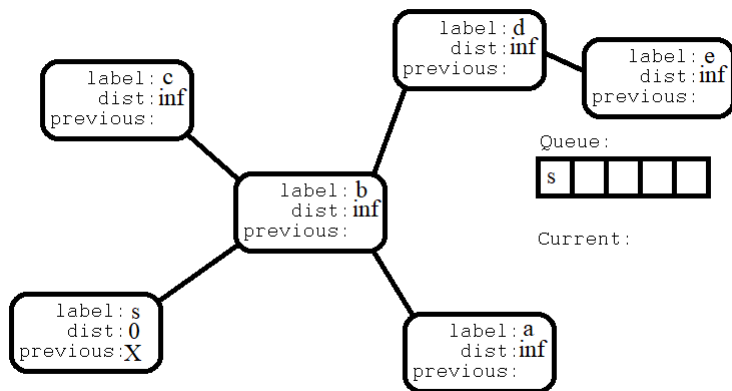 label: d
dist: inf
previous:
label: e
dist: inf
previous:
label: c
dist: inf
previous:
Queue:
s
label: b
dist: inf
previous:
Current:
label: s
dist: 0
previous: X
label: a
dist: inf
previous: